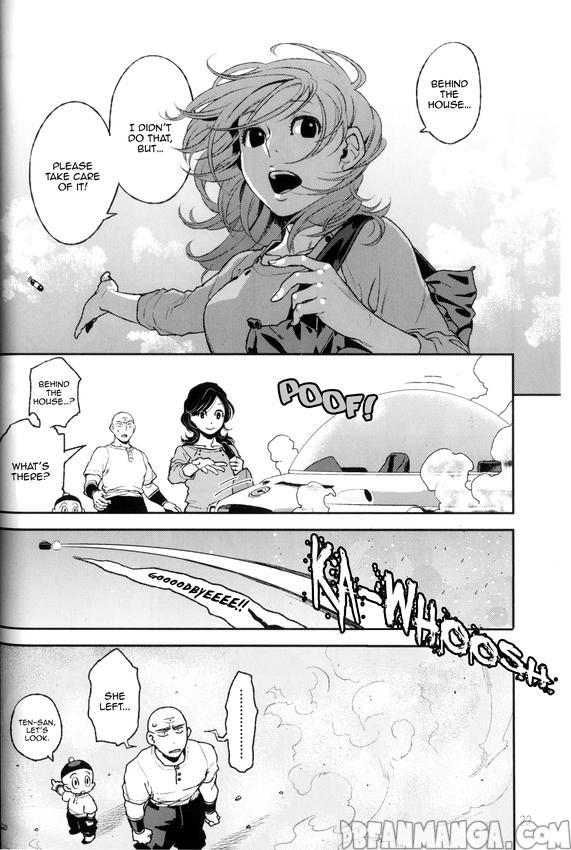 BEHIND
THE
HOUSE...
I DIDN'T
DO THAT,
BUT...
PLEASE
TAKE CARE
OF IT!
POOF!
BEHIND
THE
HOUSE...?
WHAT'S
THERE?
GOOOODBYEEEE!!
KA-WHOOSH
..........
SHE
LEFT...
TEN-SAN,
LET'S
LOOK.
22
DBFANMANGA.COM